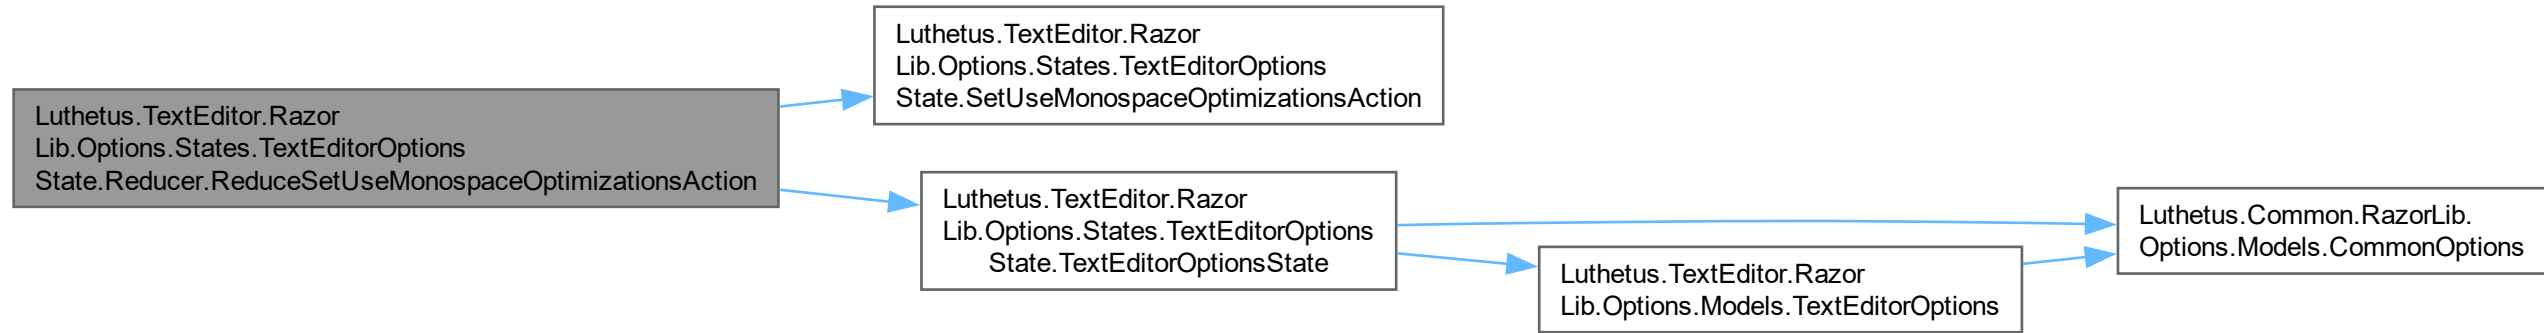 Luthetus.TextEditor.Razor
Lib.Options.States.TextEditorOptions
State.Reducer.ReduceSetUseMonospaceOptimizationsAction
Luthetus.TextEditor.Razor
Lib.Options.States.TextEditorOptions
State.SetUseMonospaceOptimizationsAction
Luthetus.TextEditor.Razor
Lib.Options.States.TextEditorOptions
State.TextEditorOptionsState
Luthetus.TextEditor.Razor
Lib.Options.Models.TextEditorOptions
Luthetus.Common.RazorLib.
Options.Models.CommonOptions